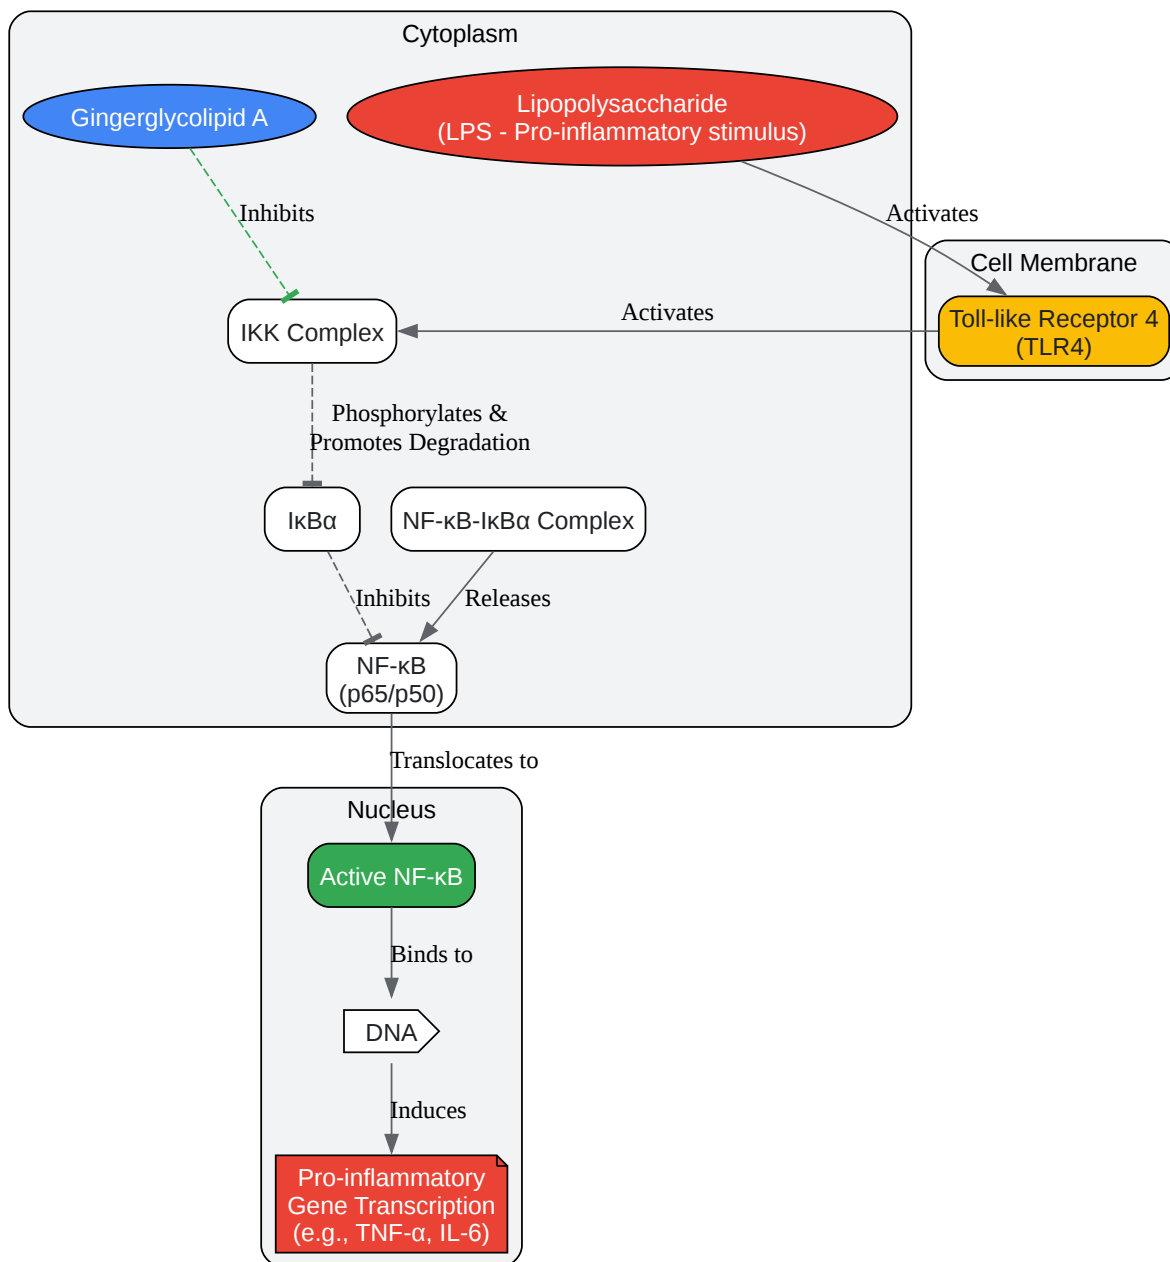 Cytoplasm
Gingerglycolipid A
Lipopolysaccharide
(LPS - Pro-inflammatory stimulus)
Inhibits
Activates
Cell Membrane
Toll-like Receptor 4
(TLR4)
Activates
IKK Complex
Phosphorylates &
Promotes Degradation
IκBα
NF-κB-IκBα Complex
Inhibits
Releases
NF-κB
(p65/p50)
Translocates to
Nucleus
Active NF-κB
Binds to
DNA
Induces
Pro-inflammatory
Gene Transcription
(e.g., TNF-α, IL-6)